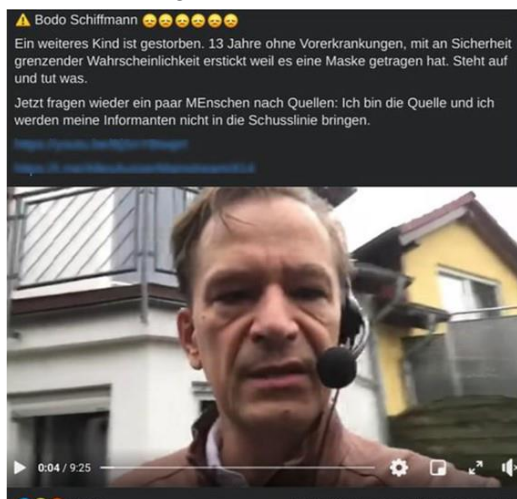 Bodo Schiffmann
Ein weiteres Kind ist gestorben. 13 Jahre ohne Vorerkrankungen, mit an Sicherheit
grenzender Wahrscheinlichkeit erstickt weil es eine Maske getragen hat. Steht auf
und tut was.
Jetzt fragen wieder ein paar MEnschen nach Quellen: Ich bin die Quelle und ich
werden meine Informanten nicht in die Schusslinie bringen.
0:04 / 9:25